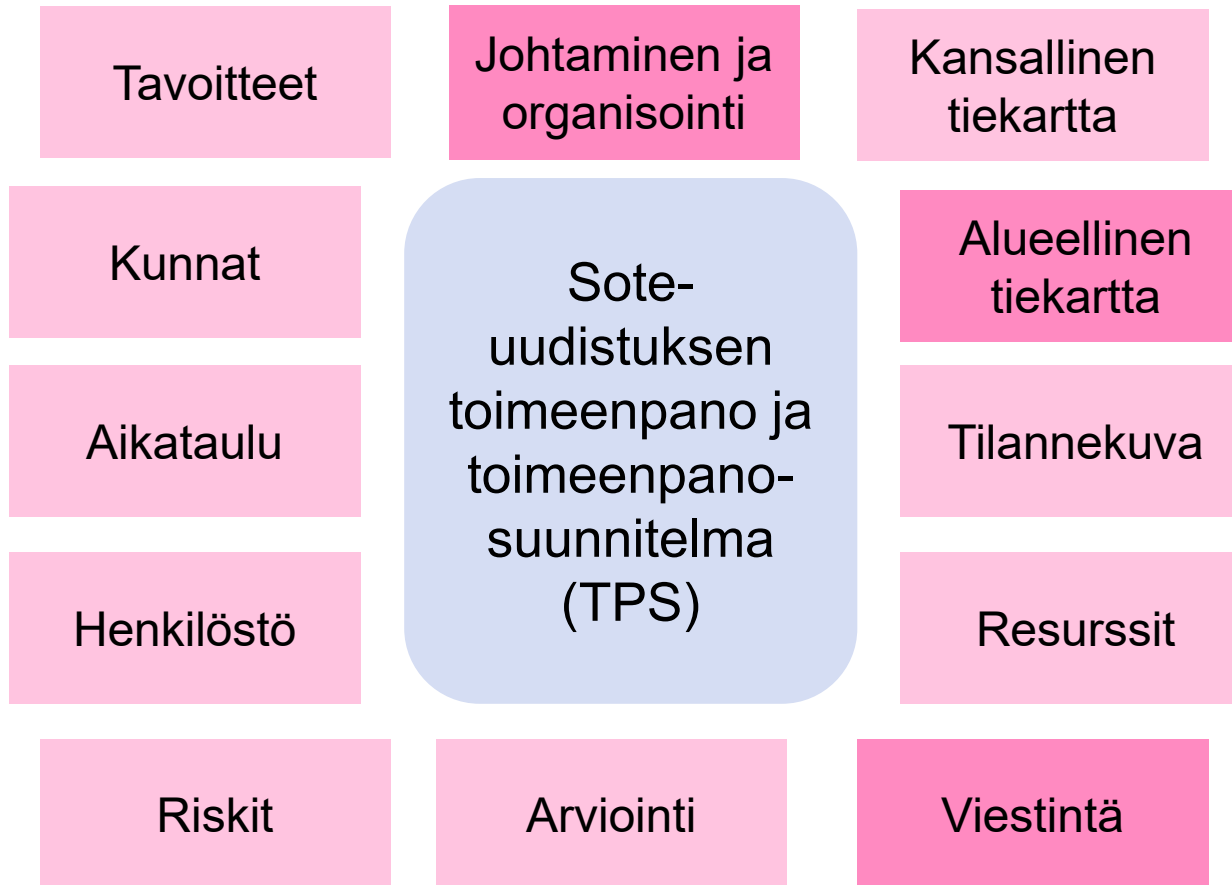 Tavoitteet
Johtaminen ja
organisointi
Kansallinen
tiekartta
Kunnat
Sote-
uudistuksen
toimeenpano ja
toimeenpano-
suunnitelma
(TPS)
Alueellinen
tiekartta
Aikataulu
Tilannekuva
Henkilöstö
Resurssit
Riskit
Arviointi
Viestintä